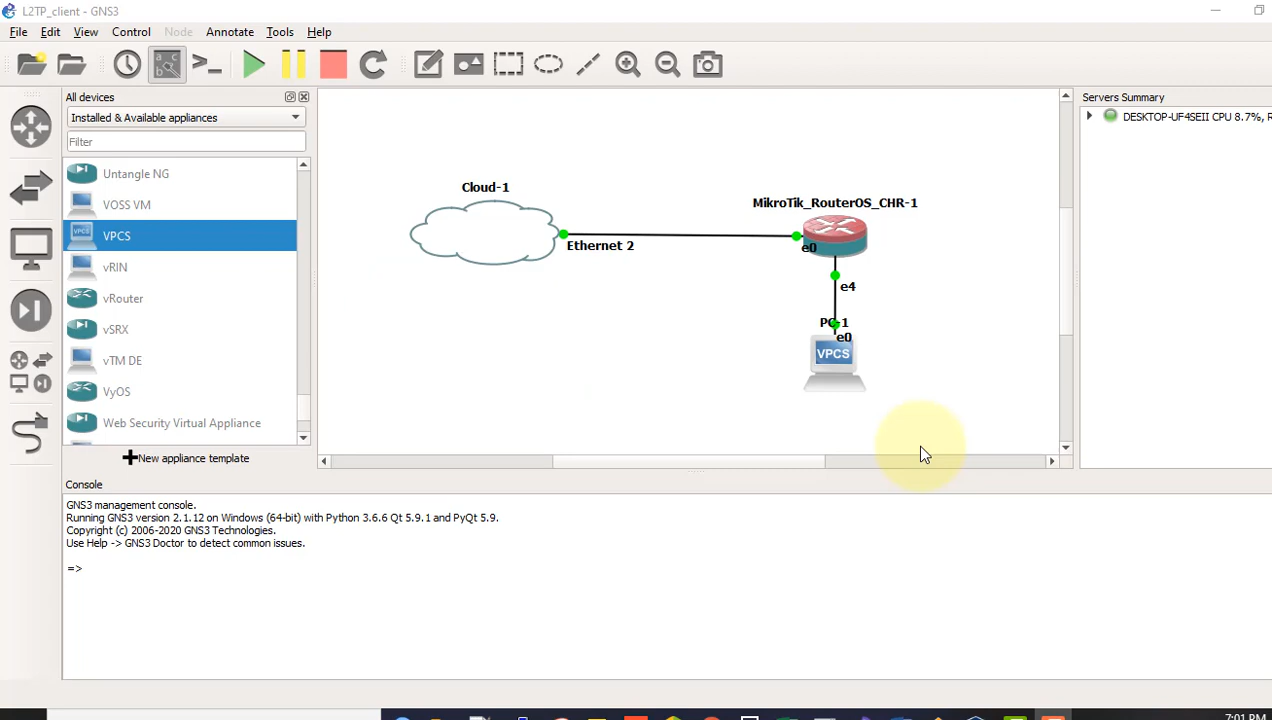 L2TP_client - GNS3
File Edit View Control Node Annotate Tools Help
All devices
Installed & Available appliances
Filter
Untangle NG
VOSS VM
VPCS
VPCS
vRIN
vRouter
vSRX
vTM DE
VyOS
Web Security Virtual Appliance
New appliance template
Cloud-1
Ethernet 2
MikroTik_RouterOS_CHR-1
e0
e4
PC-1
e0
VPCS
Servers Summary
DESKTOP-UF4SEII CPU 8.7%, R
Console
GNS3 management console.
Running GNS3 version 2.1.12 on Windows (64-bit) with Python 3.6.6 Qt 5.9.1 and PyQt 5.9.
Copyright (c) 2006-2020 GNS3 Technologies.
Use Help -> GNS3 Doctor to detect common issues.
=>
7:01 PM